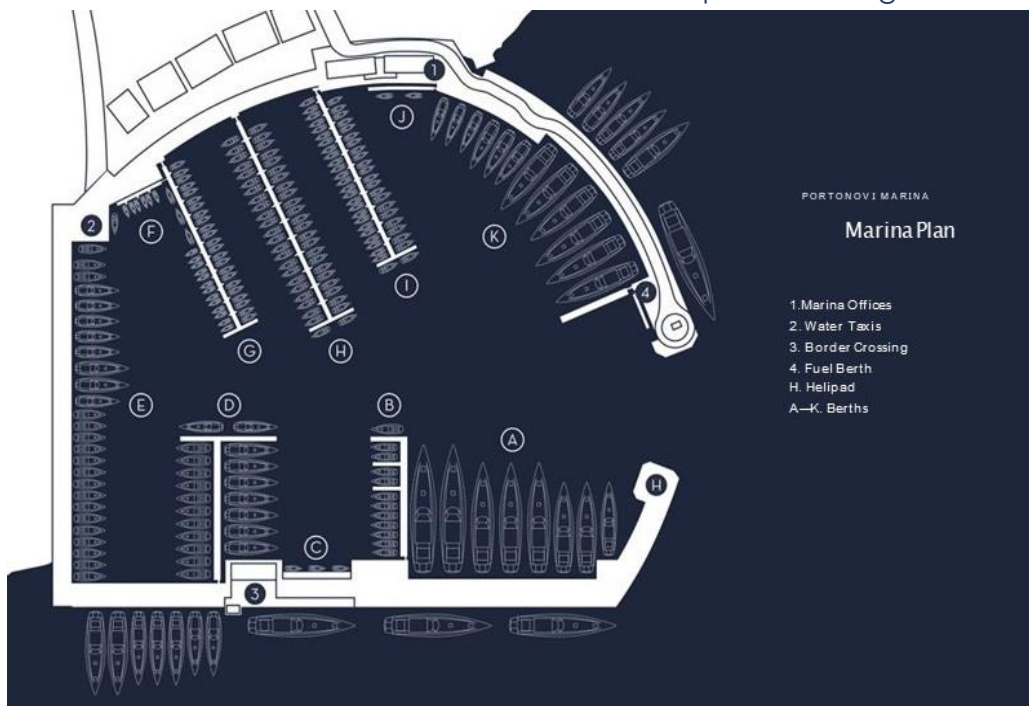 1
J
2
F
K
I
4
G
H
E
D
B
A
H
C
3
PORTONOVI MARINA
Marina Plan
1.Marina Offices
2. Water Taxis
3. Border Crossing
4. Fuel Berth
H. Helipad
A—K. Berths